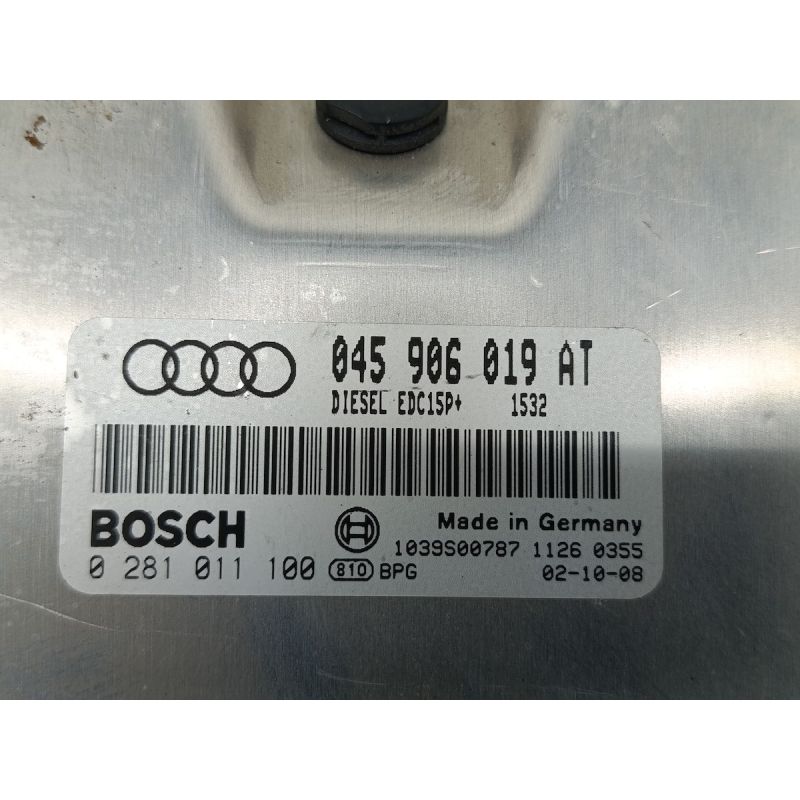 045 906 019 AT
DIESEL EDC15P+ 1532
BOSCH
Made in Germany
1039S00787 1126 0355
0 281 011 100 810 BPG 02-10-08